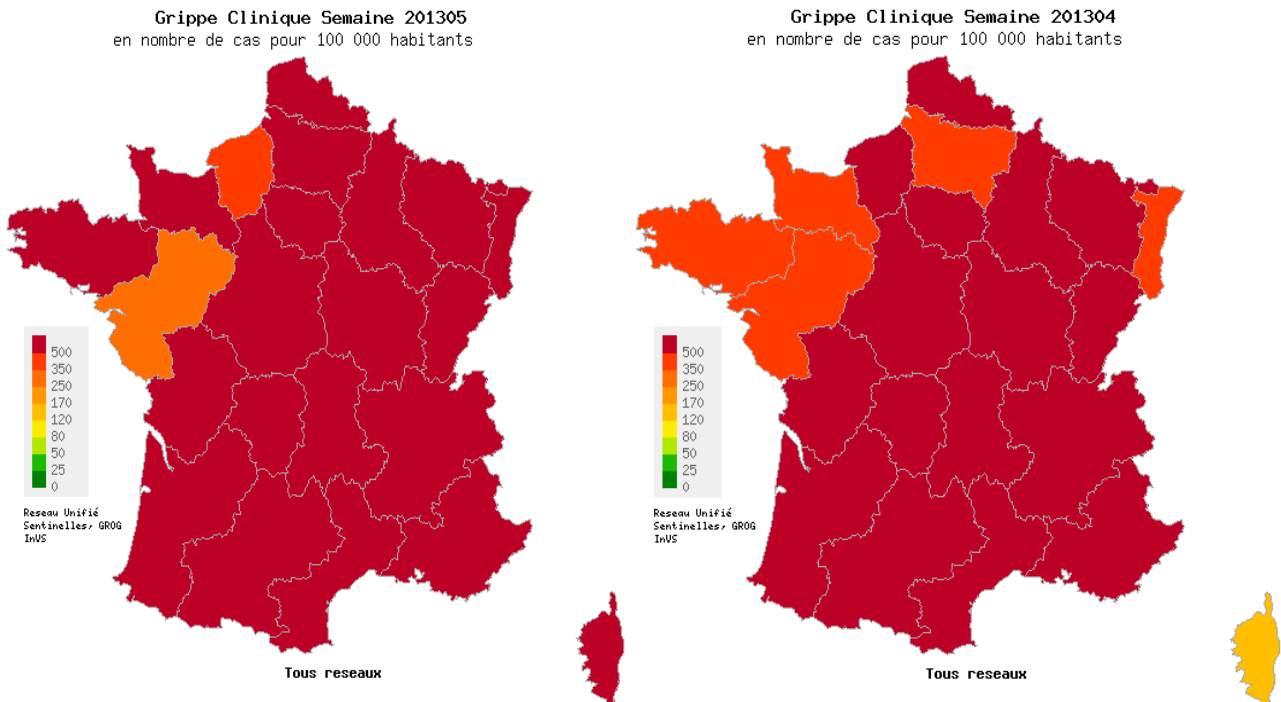 Grippe Clinique Semaine 201305
en nombre de cas pour 100 000 habitants
500
350
250
170
120
80
50
25
0
Reseau Unifié
Sentinelles, GROG
InVS
Tous reseaux
Grippe Clinique Semaine 201304
en nombre de cas pour 100 000 habitants
500
350
250
170
120
80
50
25
0
Reseau Unifié
Sentinelles, GROG
InVS
Tous reseaux